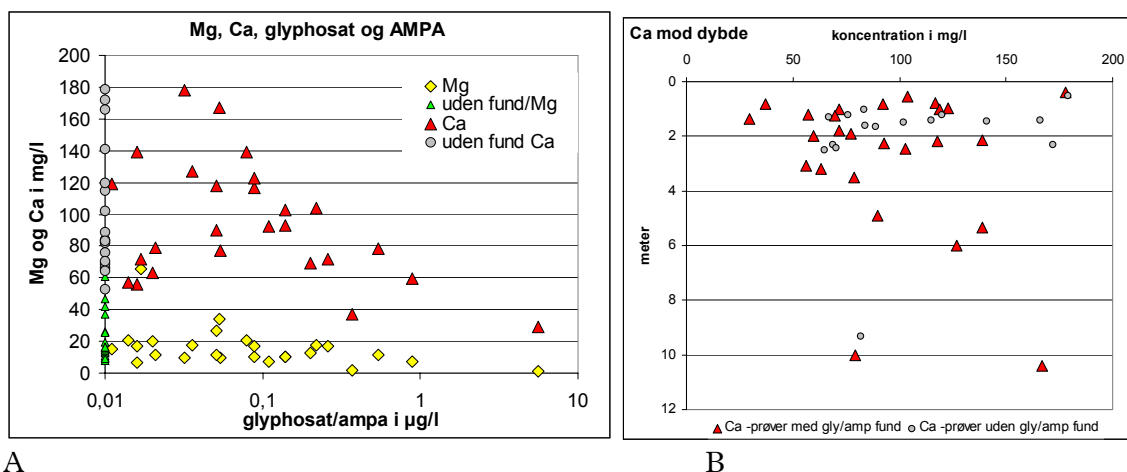 Mg, Ca, glyphosat og AMPA
Mg og Ca i mg/l
200
180
160
140
120
100
80
60
40
20
0
Mg
uden fund/Mg
Ca
uden fund Ca
0,01
0,1
1
10
glyphosat/ampa i µg/l
A
Ca mod dybde
koncentration i mg/l
0
50
100
150
200
meter
0
2
4
6
8
10
12
Ca -prøver med gly/amp fund
Ca -prøver uden gly/amp fund
B